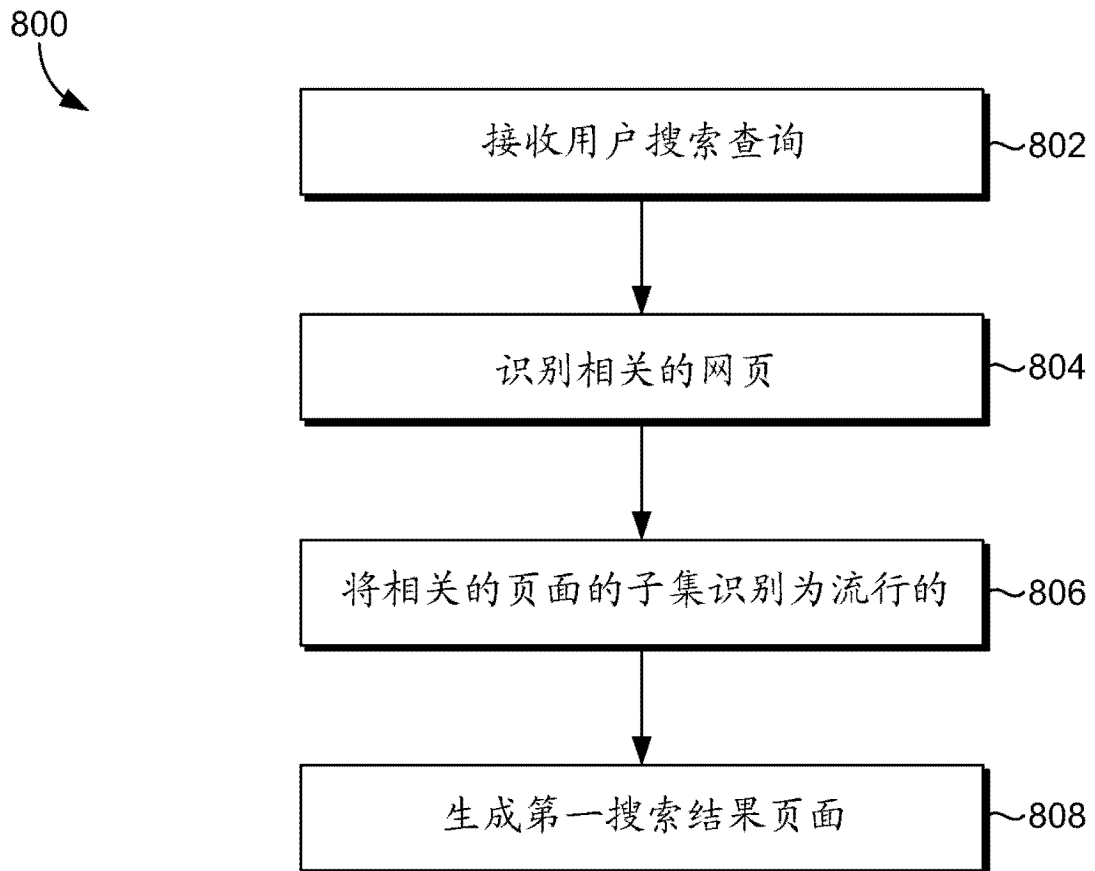 800
接收用户搜索查询
802
识别相关的网页
804
将相关的页面的子集识别为流行的
806
生成第一搜索结果页面
808